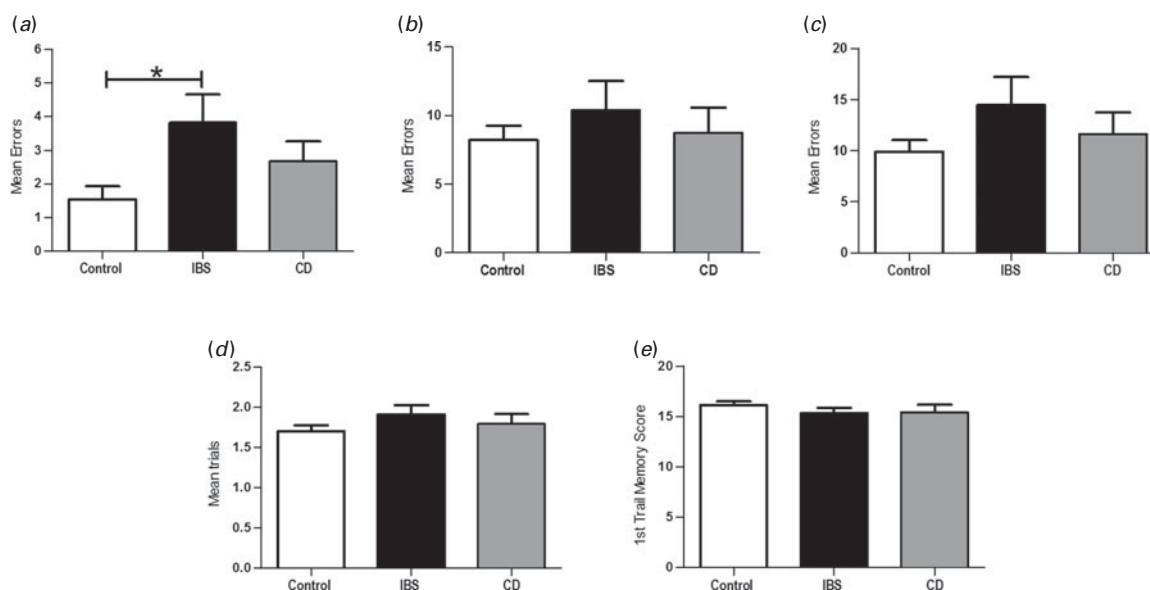 (a)
6
5
4
3
2
1
0
Mean Errors
*
Control IBS CD
(b)
15
10
5
0
Mean Errors
Control IBS CD
(c)
20
15
10
5
0
Mean Errors
Control IBS CD
(d)
2.5
2.0
1.5
1.0
0.5
0.0
Mean trials
Control IBS CD
(e)
20
15
10
5
0
1st Trail Memory Score
Control IBS CD